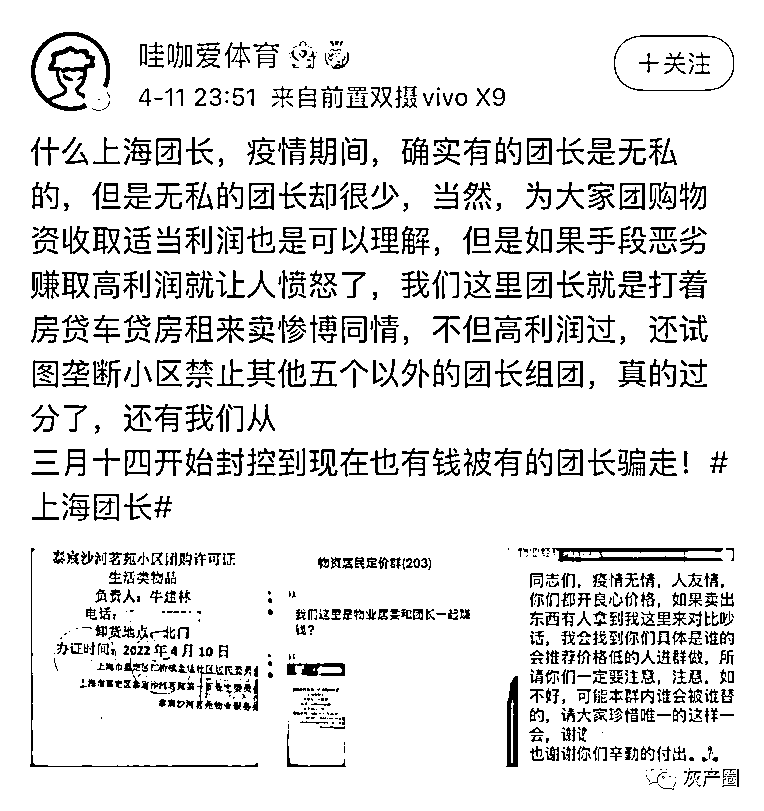 哇咖爱体育
4-11 23:51 来自前置双摄vivo X9
+关注
什么上海团长，疫情期间，确实有的团长是无私
的，但是无私的团长却很少，当然，为大家团购物
资收取适当利润也是可以理解，但是如果手段恶劣
赚取高利润就让人愤怒了，我们这里团长就是打着
房贷车贷房租来卖惨博同情，不但高利润过，还试
图垄断小区禁止其他五个以外的团长组团，真的过
分了，还有我们从
三月十四开始封控到现在也有钱被有的团长骗走！#
上海团长#
泰宸沙河茗苑小区团购许可证
生活类物品
负责人：牛建林
电话：
卸货地点：北门
办证时间：2022年4月10日
物资居民定价群(203)
我们这里是物业居委和团长一起赚
钱？
同志们，疫情无情，人友情，
你们都开良心价格，如果卖出
东西有人拿到我这里来对比吵
话，我会找到你们具体是谁的
会推荐价格低的人进群做，所
请你们一定要注意，注意。如
不好，可能本群内谁会被谁替
的，请大家珍惜唯一的这样一
会，谢谢
也谢谢你们辛勤的付出。
灰产圈